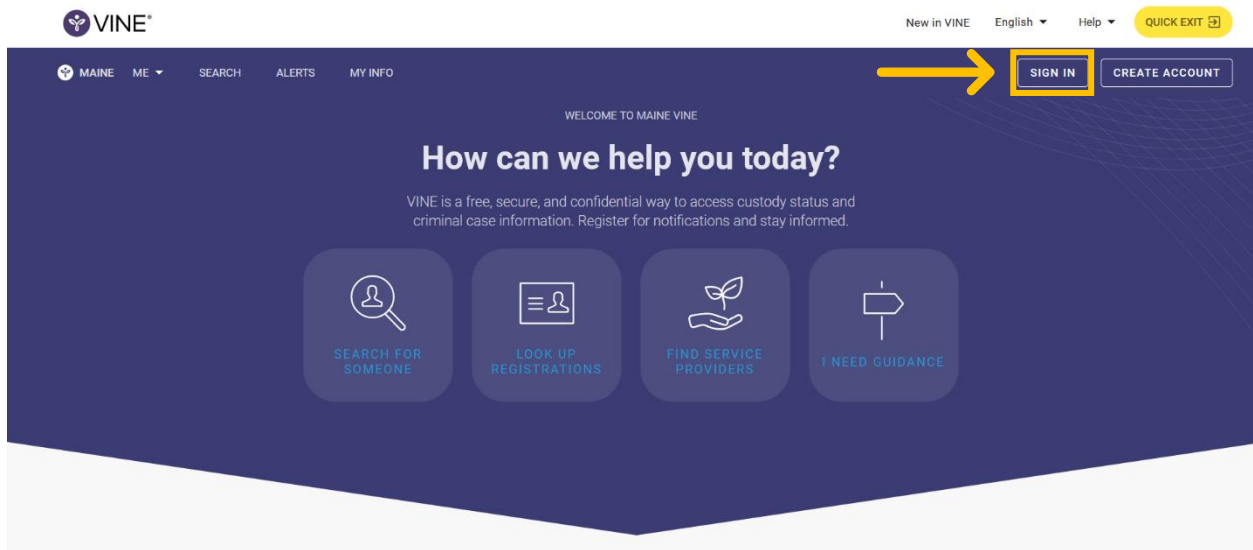 VINE®
New in VINE English Help QUICK EXIT
MAINE ME SEARCH ALERTS MY INFO SIGN IN CREATE ACCOUNT
WELCOME TO MAINE VINE
How can we help you today?
VINE is a free, secure, and confidential way to access custody status and
criminal case information. Register for notifications and stay informed.
SEARCH FOR
SOMEONE
LOOK UP
REGISTRATIONS
FIND SERVICE
PROVIDERS
I NEED GUIDANCE